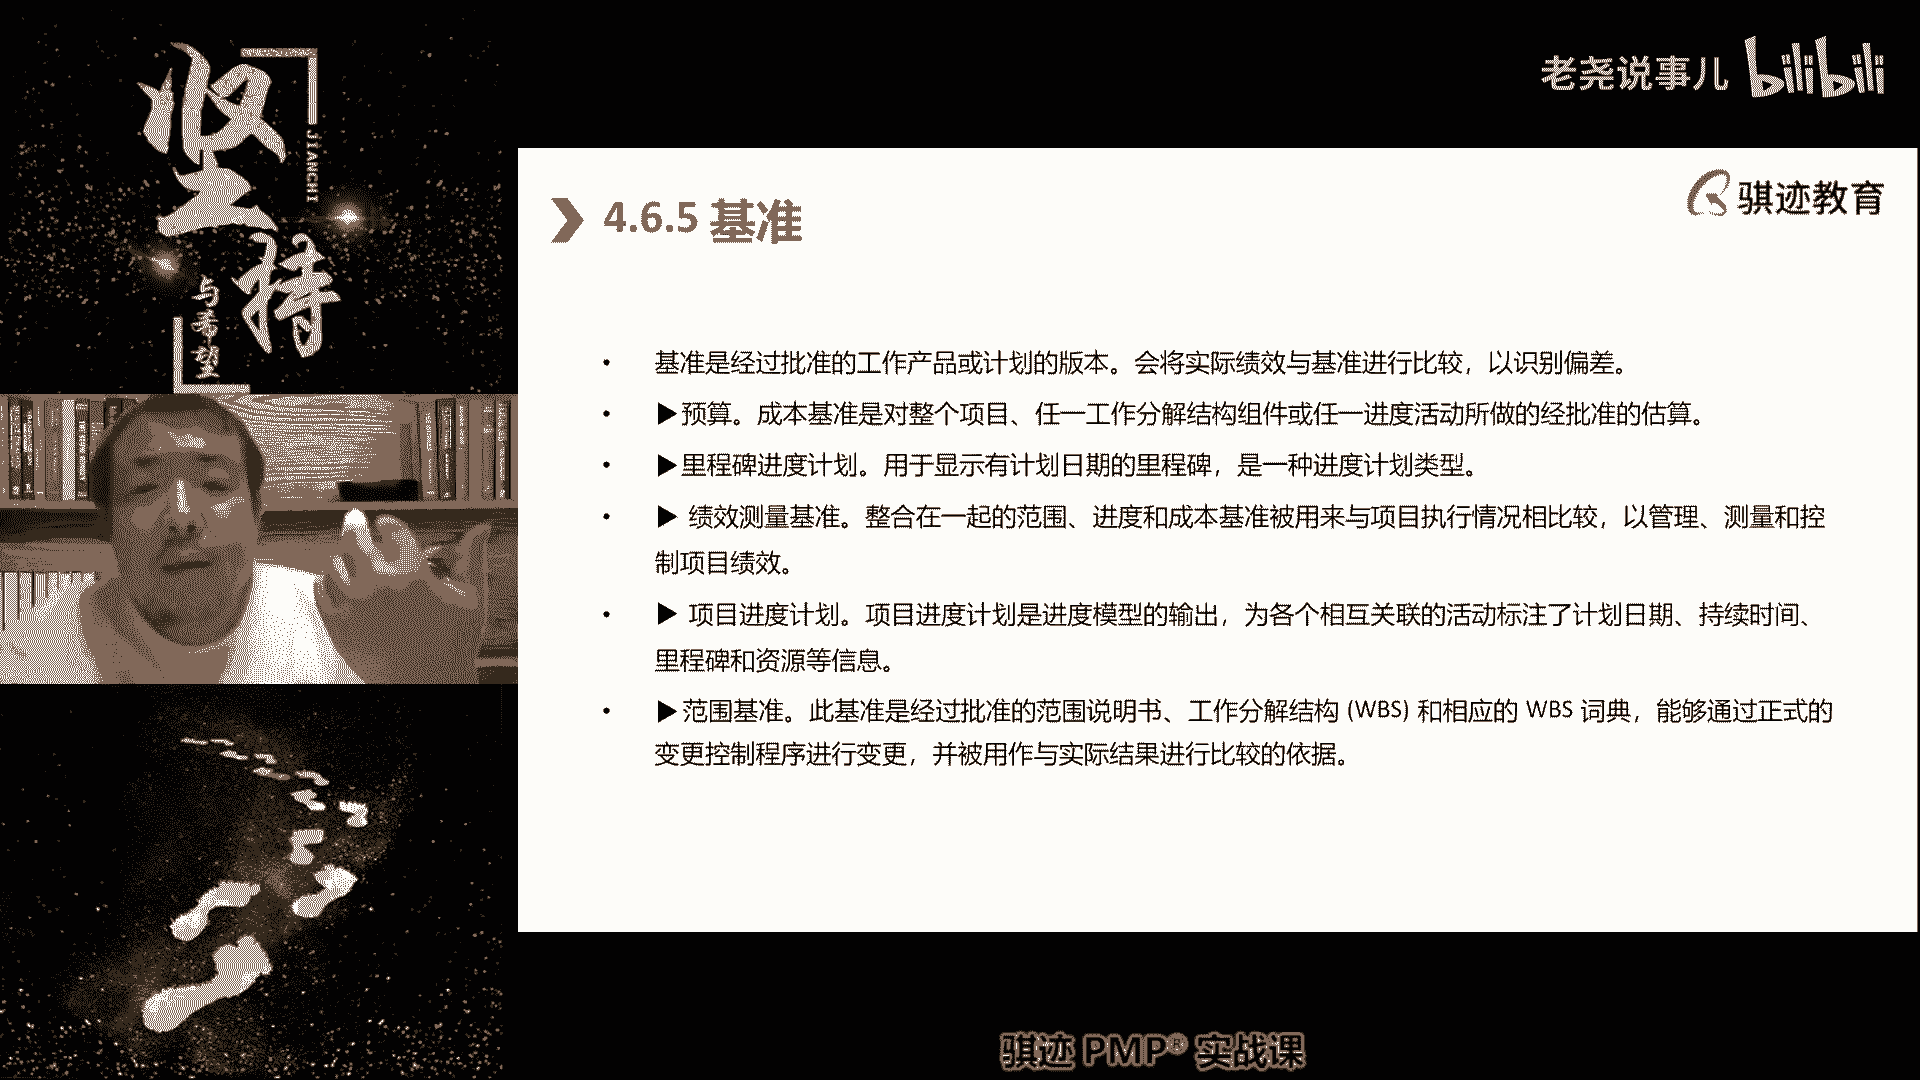 坚持
JIANCHI
与希望
老尧说事儿 bilibili
骐迹教育
4.6.5 基准
• 基准是经过批准的工作产品或计划的版本。会将实际绩效与基准进行比较，以识别偏差。
• ▶预算。成本基准是对整个项目、任一工作分解结构组件或任一进度活动所做的经批准的估算。
• ▶里程碑进度计划。用于显示有计划日期的里程碑，是一种进度计划类型。
• ▶ 绩效测量基准。整合在一起的范围、进度和成本基准被用来与项目执行情况相比较，以管理、测量和控
制项目绩效。
• ▶ 项目进度计划。项目进度计划是进度模型的输出，为各个相互关联的活动标注了计划日期、持续时间、
里程碑和资源等信息。
• ▶范围基准。此基准是经过批准的范围说明书、工作分解结构 (WBS) 和相应的 WBS 词典，能够通过正式的
变更控制程序进行变更，并被用作与实际结果进行比较的依据。
骐迹 PMP® 实战课